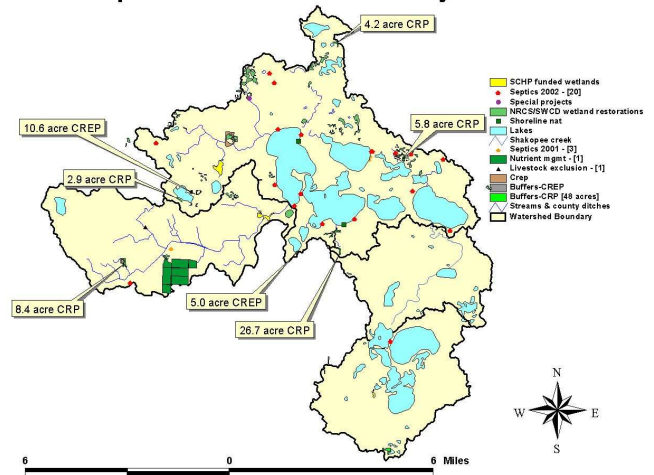 4.2 acre CRP
SCHP funded wetlands
Septics 2002 - [20]
Special projects
NRCS/SWCD wetland restorations
Shoreline nat
Lakes
Shakopee creek
Septics 2001 - [3]
Nutrient mgmt - [1]
Livestock exclusion - [1]
Crep
Buffers-CREP
Buffers-CRP [48 acres]
Streams & county ditches
Watershed Boundary
10.6 acre CREP
5.8 acre CRP
2.9 acre CRP
8.4 acre CRP
5.0 acre CREP
26.7 acre CRP
N
W E
S
6 0 6 Miles